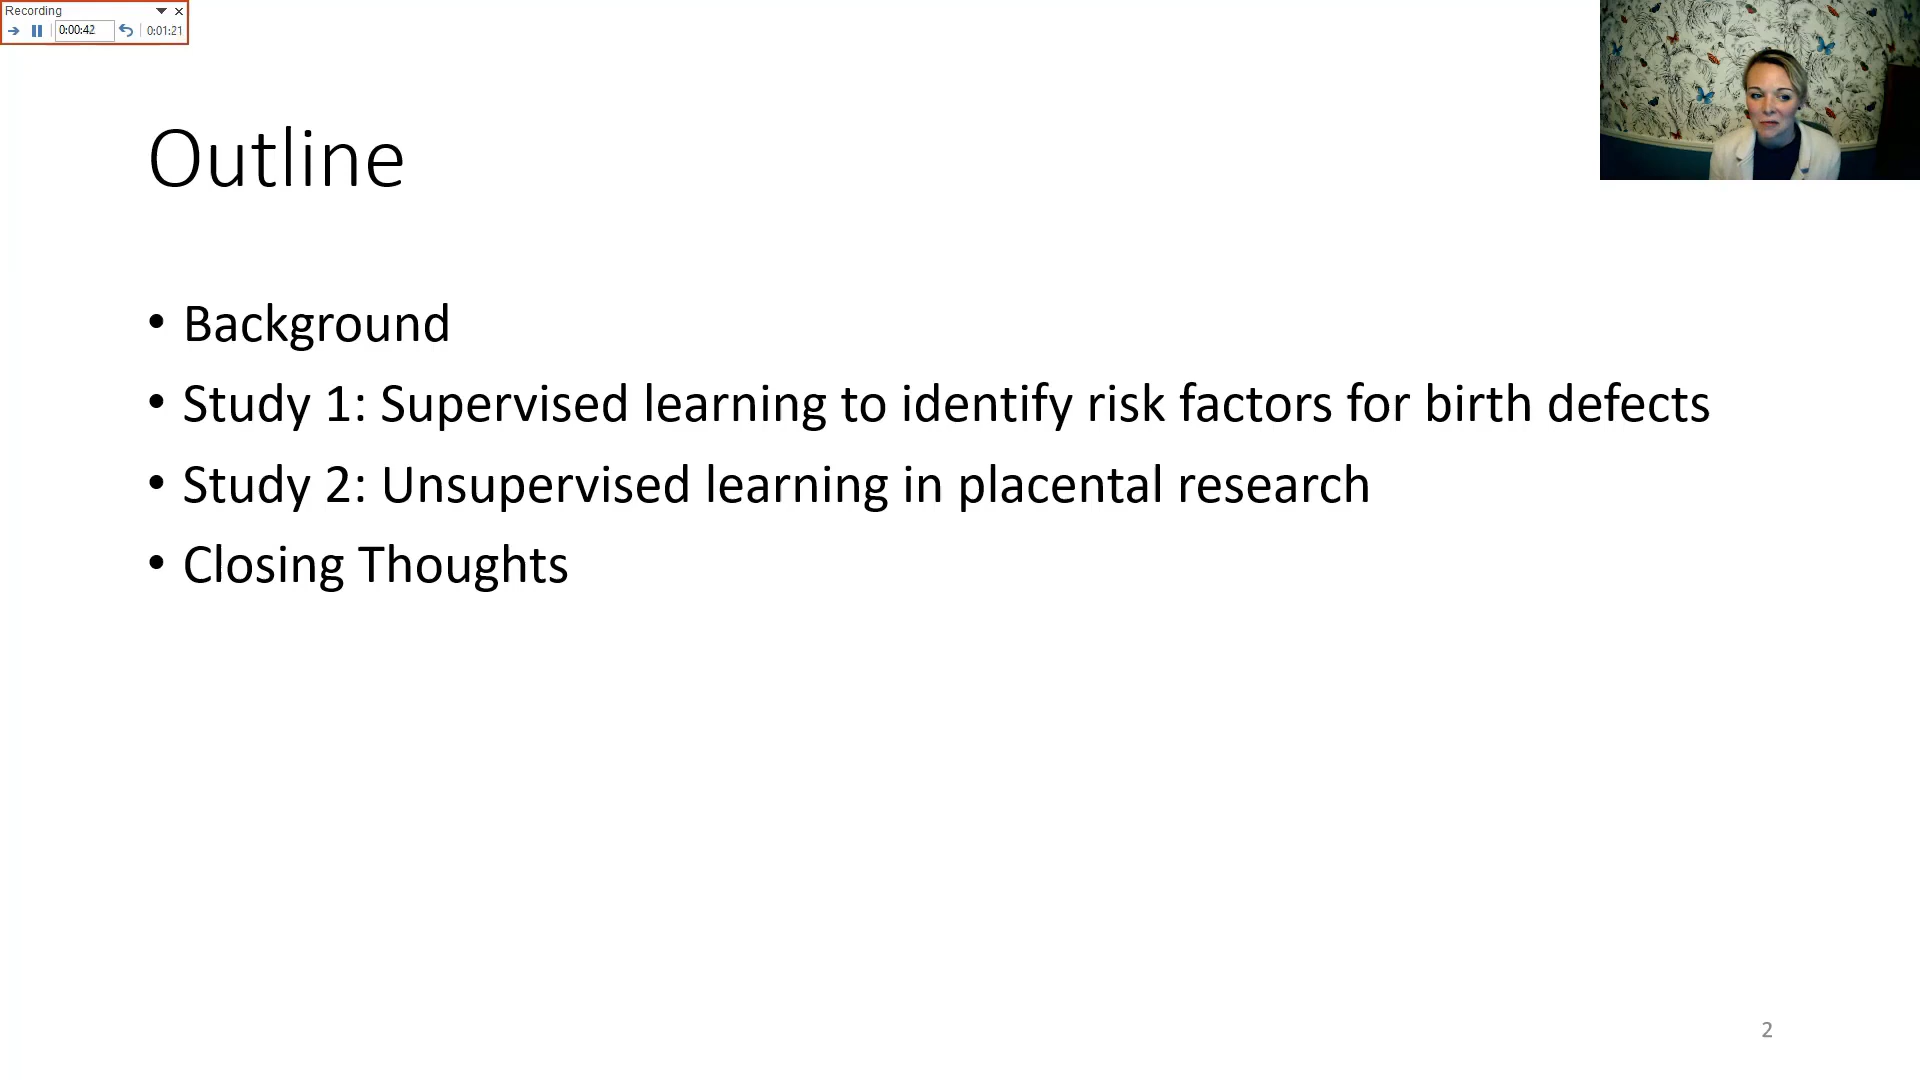 Recording
0:00:42 0:01:21
Outline
• Background
• Study 1: Supervised learning to identify risk factors for birth defects
• Study 2: Unsupervised learning in placental research
• Closing Thoughts
2